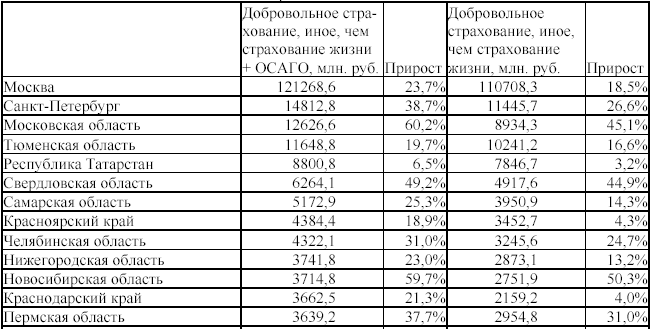 Добровольное стра-
хование, иное, чем
страхование жизни
+ ОСАГО, млн. руб. Прирост
Добровольное
страхование, иное,
чем страхование
жизни, млн. руб. Прирост
Москва 121268,6 23,7% 110708,3 18,5%
Санкт-Петербург 14812,8 38,7% 11445,7 26,6%
Московская область 12626,6 60,2% 8934,3 45,1%
Тюменская область 11648,8 19,7% 10241,2 16,6%
Республика Татарстан 8800,8 6,5% 7846,7 3,2%
Свердловская область 6264,1 49,2% 4917,6 44,9%
Самарская область 5172,9 25,3% 3950,9 14,3%
Красноярский край 4384,4 18,9% 3452,7 4,3%
Челябинская область 4322,1 31,0% 3245,6 24,7%
Нижегородская область 3741,8 23,0% 2873,1 13,2%
Новосибирская область 3714,8 59,7% 2751,9 50,3%
Краснодарский край 3662,5 21,3% 2159,2 4,0%
Пермская область 3639,2 37,7% 2954,8 31,0%